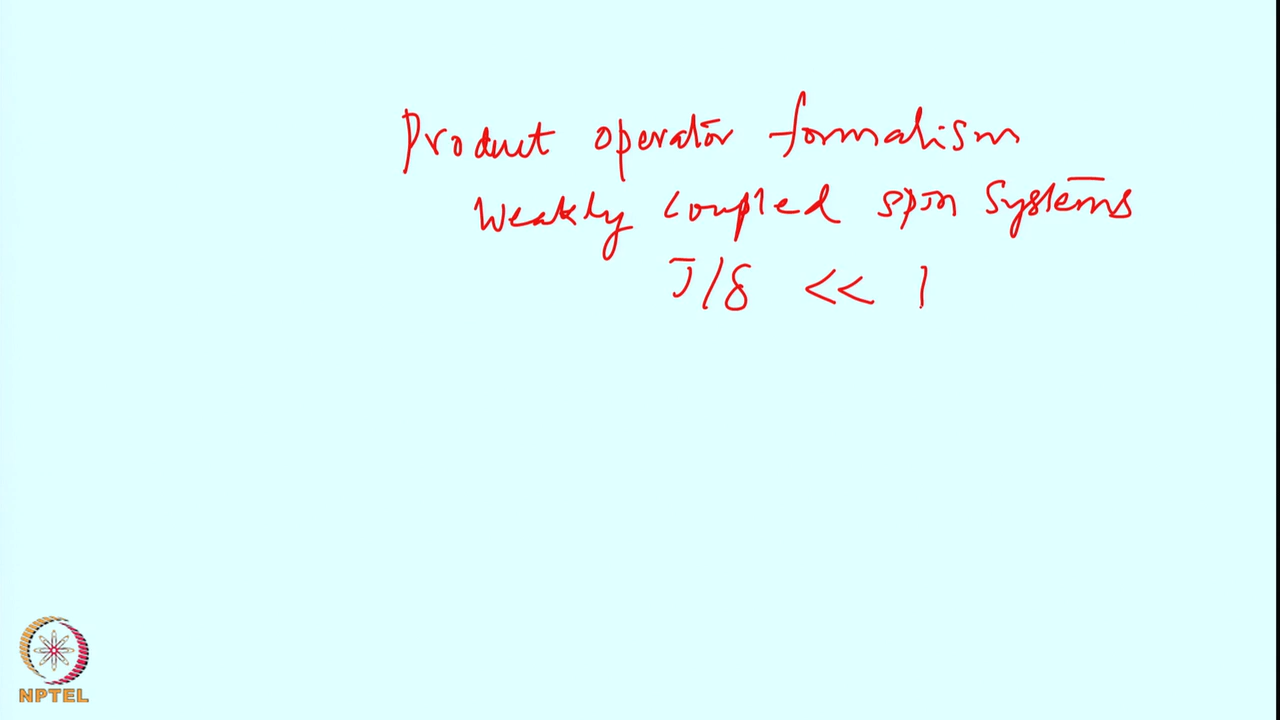 Product operator formalism
Weakly coupled spin systems
J/δ << 1
NPTEL